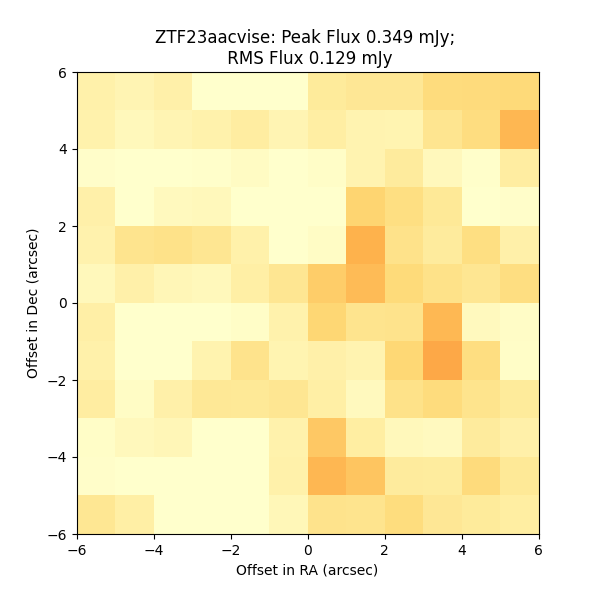 ZTF23aacvise: Peak Flux 0.349 mJy;
RMS Flux 0.129 mJy
6
4
2
0
−2
−4
−6
Offset in Dec (arcsec)
−6 −4 −2 0 2 4 6
Offset in RA (arcsec)